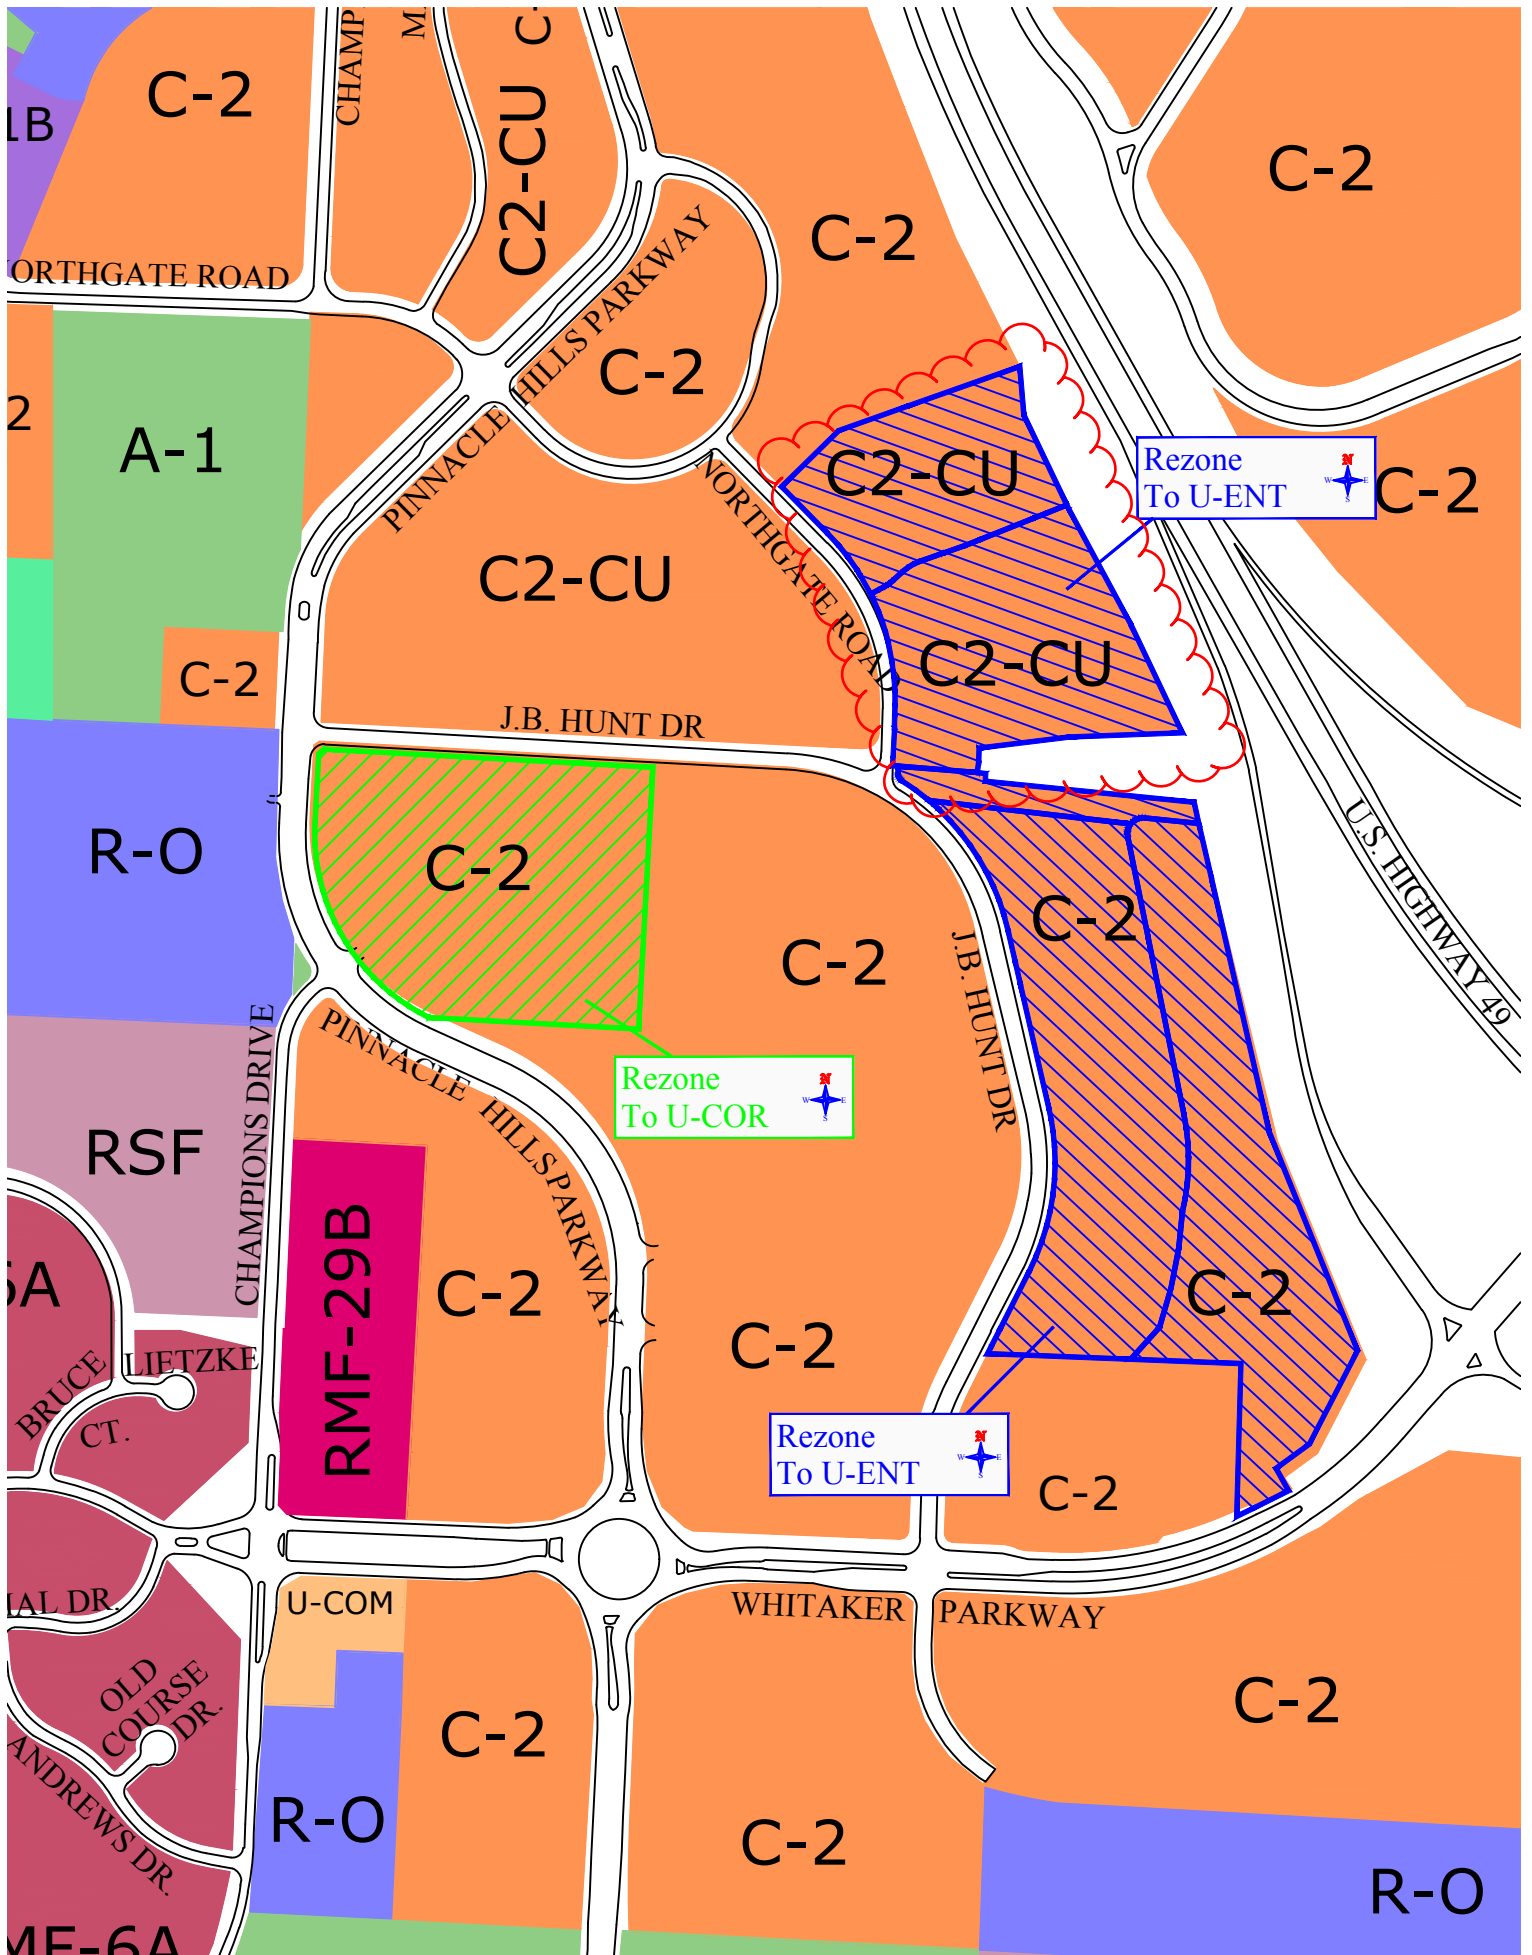 C-2
C2-CU
C-
M.
CHAMP.
1B
C-2
C-2
ORTHGATE ROAD
PINNACLE HILLS PARKWAY
C-2
2
A-1
C2-CU
Rezone
To U-ENT
N
W E
S
C-2
NORTHGATE ROAD
C2-CU
C2-CU
C-2
J.B. HUNT DR
R-O
C-2
C-2
C-2
U.S. HIGHWAY 49
J.B. HUNT DR
PINNACLE HILLS PARKWAY
Rezone
To U-COR
N
W E
S
CHAMPIONS DRIVE
RSF
RMF-29B
6A
C-2
C-2
C-2
BRUCE
LIETZKE
CT.
Rezone
To U-ENT
N
W E
S
C-2
IAL DR.
U-COM
WHITAKER PARKWAY
OLD
COURSE
DR.
C-2
C-2
ANDREWS DR.
R-O
C-2
R-O
MF-6A